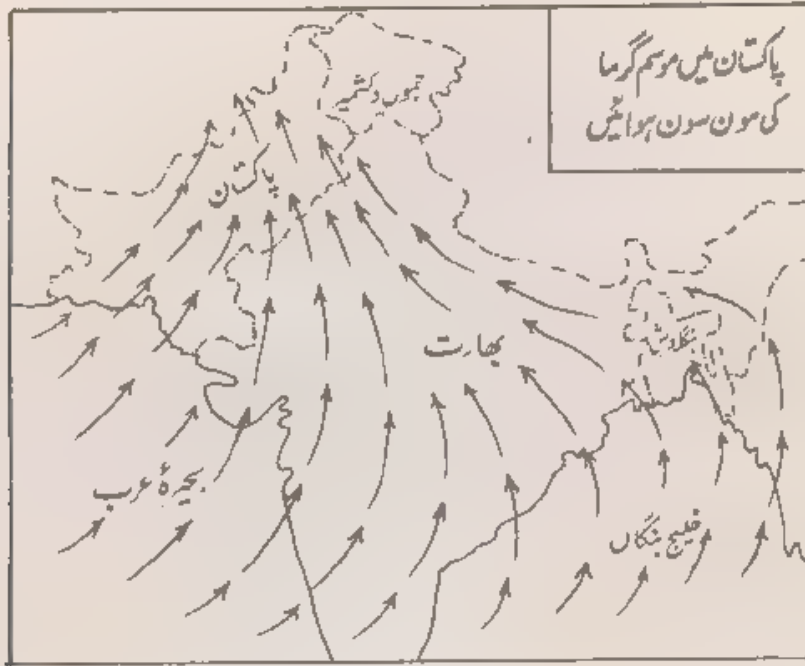 پاکستان میں موسم گرما
کی مون سون ہوائیں
جموں و کشمیر
پاکستان
بھارت
بنگلہ دیش
بحیرۂ عرب
خلیج بنگال